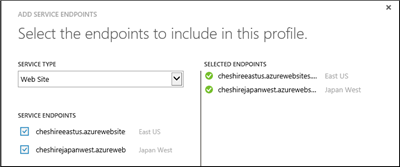 ADD SERVICE ENDPOINTS
Select the endpoints to include in this profile.
SERVICE TYPE
Web Site
SERVICE ENDPOINTS
cheshireeastus.azurewebsite East US
cheshirejapanwest.azureweb Japan West
SELECTED ENDPOINTS
cheshireeastus.azurewebsites.... East US
cheshirejapanwest.azurewebs... Japan West